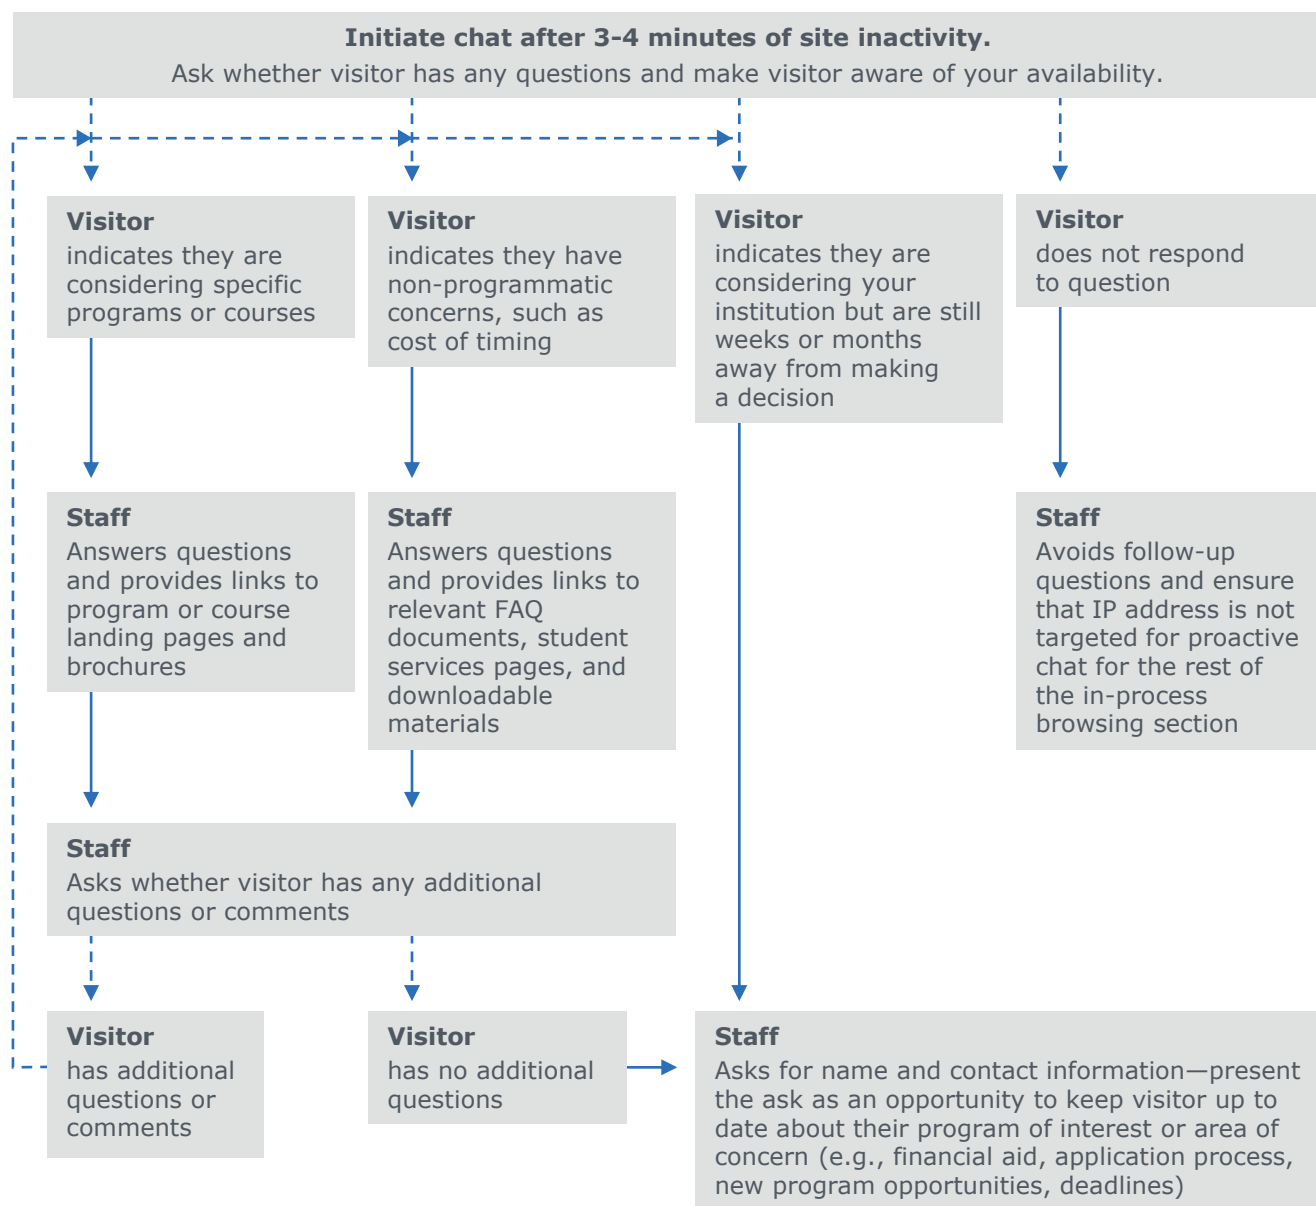 Initiate chat after 3-4 minutes of site inactivity.
Ask whether visitor has any questions and make visitor aware of your availability.
Visitor
indicates they are
considering specific
programs or courses
Visitor
indicates they have
non-programmatic
concerns, such as
cost of timing
Visitor
indicates they are
considering your
institution but are still
weeks or months
away from making
a decision
Visitor
does not respond
to question
Staff
Answers questions
and provides links to
program or course
landing pages and
brochures
Staff
Answers questions
and provides links to
relevant FAQ
documents, student
services pages, and
downloadable
materials
Staff
Avoids follow-up
questions and ensure
that IP address is not
targeted for proactive
chat for the rest of
the in-process
browsing section
Staff
Asks whether visitor has any additional
questions or comments
Visitor
has additional
questions or
comments
Visitor
has no additional
questions
Staff
Asks for name and contact information—present
the ask as an opportunity to keep visitor up to
date about their program of interest or area of
concern (e.g., financial aid, application process,
new program opportunities, deadlines)